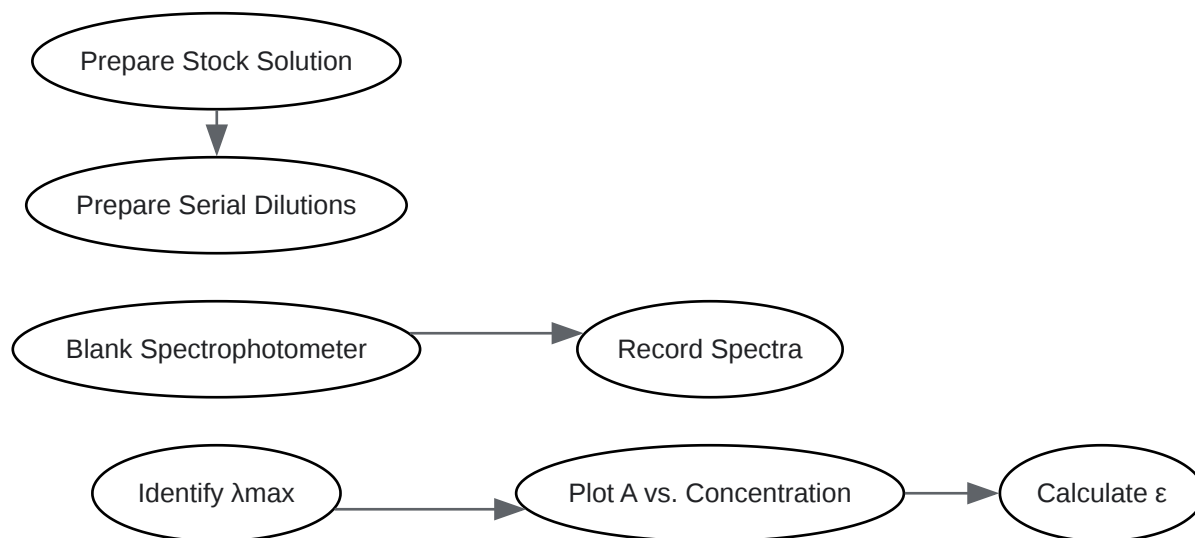 Prepare Stock Solution
Prepare Serial Dilutions
Blank Spectrophotometer
Record Spectra
Identify λmax
Plot A vs. Concentration
Calculate ε